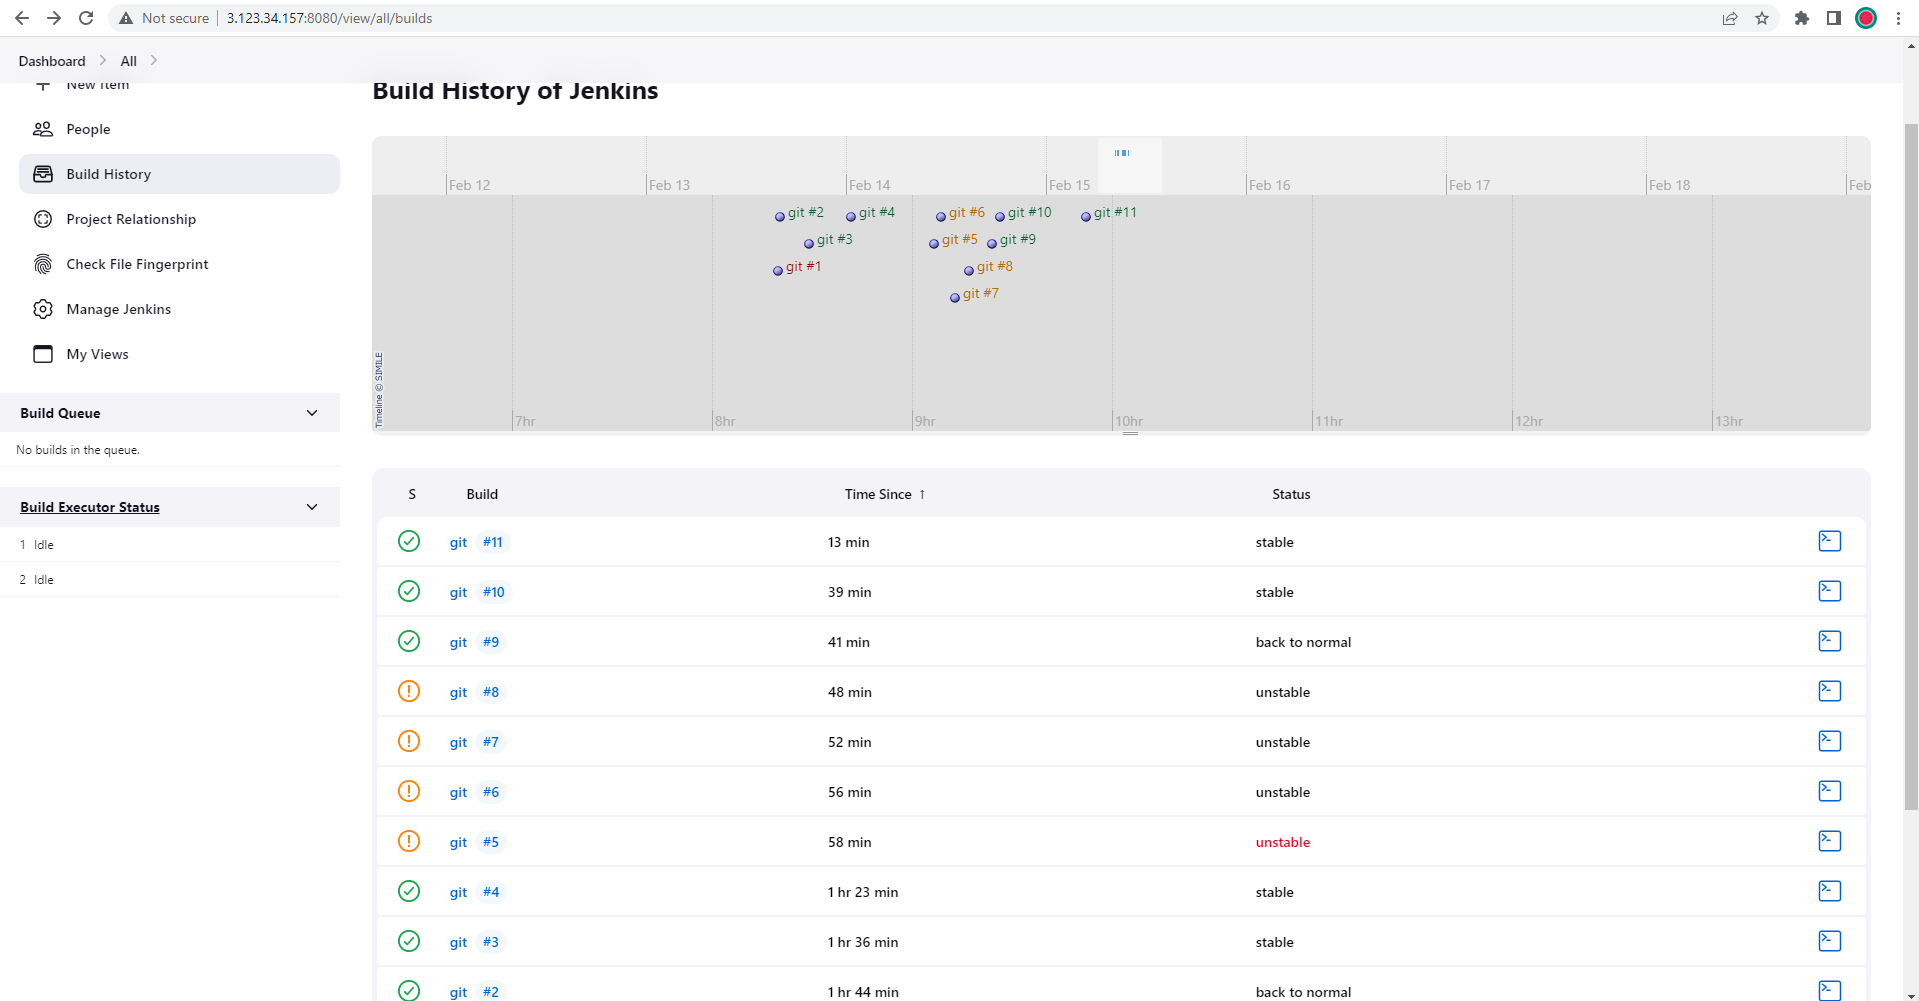 Not secure 3.123.34.157:8080/view/all/builds
Dashboard All
New Item
People
Build History
Project Relationship
Check File Fingerprint
Manage Jenkins
My Views
Build Queue
No builds in the queue.
Build Executor Status
1 Idle
2 Idle
Build History of Jenkins
Feb 12 Feb 13 Feb 14 Feb 15 Feb 16 Feb 17 Feb 18 Feb
git #2 git #4 git #6 git #10 git #11
git #3 git #5 git #9
git #1 git #8
git #7
Timeline © SIMILE
7hr 8hr 9hr 10hr 11hr 12hr 13hr
S Build Time Since ↑ Status
git #11 13 min stable
git #10 39 min stable
git #9 41 min back to normal
git #8 48 min unstable
git #7 52 min unstable
git #6 56 min unstable
git #5 58 min unstable
git #4 1 hr 23 min stable
git #3 1 hr 36 min stable
git #2 1 hr 44 min back to normal